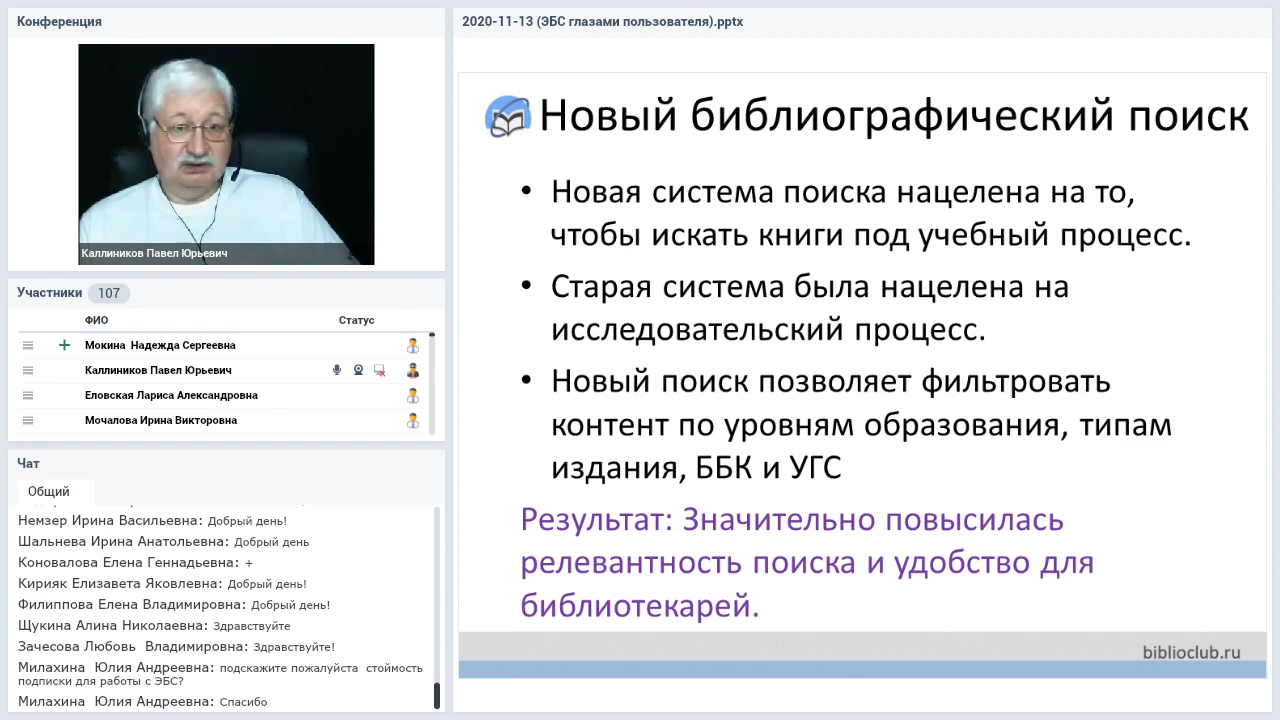 Конференция
Каллиников Павел Юрьевич
Участники 107
ФИО Статус
Мокина Надежда Сергеевна
Каллиников Павел Юрьевич
Еловская Лариса Александровна
Мочалова Ирина Викторовна
Чат
Общий
Немзер Ирина Васильевна: Добрый день!
Шальнева Ирина Анатольевна: Добрый день
Коновалова Елена Геннадьевна: +
Кирияк Елизавета Яковлевна: Добрый день!
Филиппова Елена Владимировна: Добрый день!
Щукина Алина Николаевна: Здравствуйте
Зачесова Любовь Владимировна: Здравствуйте!
Милахина Юлия Андреевна: подскажите пожалуйста стоимость
подписки для работы с ЭБС?
Милахина Юлия Андреевна: Спасибо
2020-11-13 (ЭБС глазами пользователя).pptx
Новый библиографический поиск
• Новая система поиска нацелена на то,
чтобы искать книги под учебный процесс.
• Старая система была нацелена на
исследовательский процесс.
• Новый поиск позволяет фильтровать
контент по уровням образования, типам
издания, ББК и УГС
Результат: Значительно повысилась
релевантность поиска и удобство для
библиотекарей.
biblioclub.ru